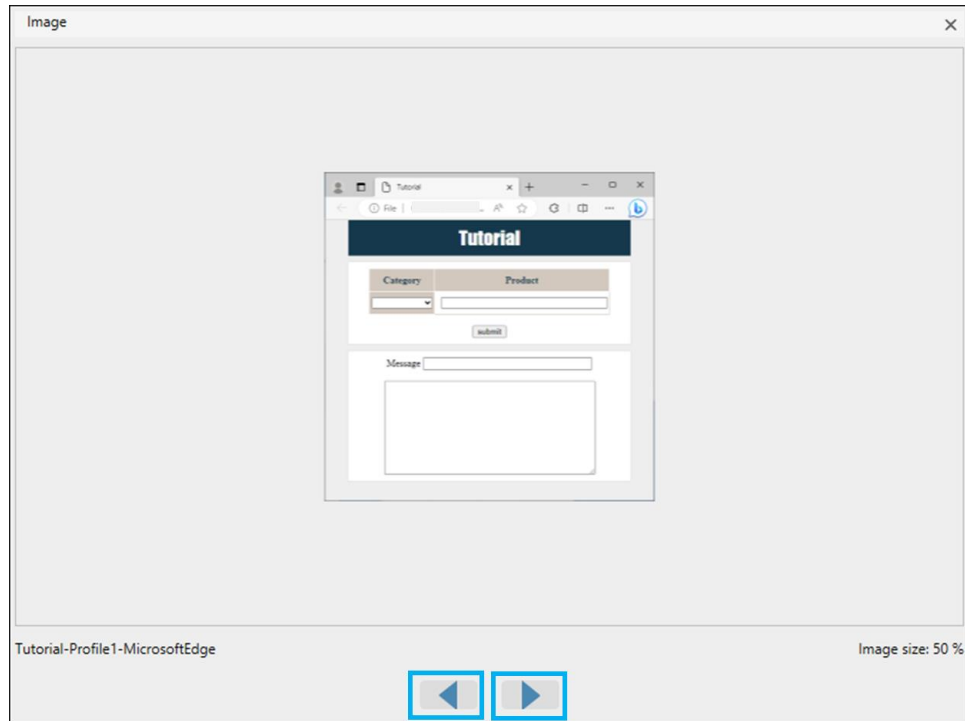 Image
Tutorial
File
Tutorial
Category Product
submit
Message
Tutorial-Profile1-MicrosoftEdge Image size: 50 %